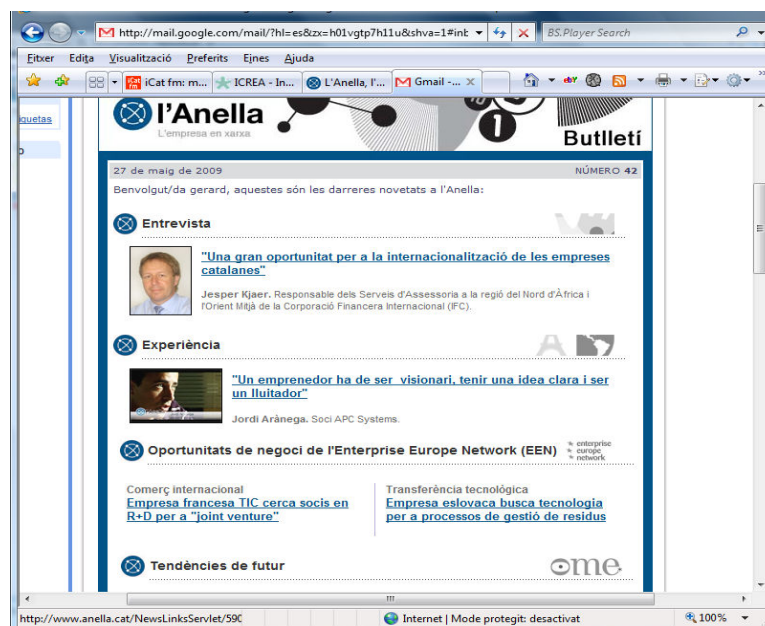 http://mail.google.com/mail/?hl=es&zx=h01vgtp7h11u&shva=1#inb
BS.Player Search
Fitxer Edita Visualització Preferits Eines Ajuda
iCat fm: m... ICREA - In... L'Anella, l'... Gmail - ...
iquetas
l'Anella
L'empresa en xarxa
Butlletí
27 de maig de 2009 NÚMERO 42
Benvolgut/da gerard, aquestes són les darreres novetats a l'Anella:
Entrevista
"Una gran oportunitat per a la internacionalització de les empreses
catalanes"
Jesper Kjaer. Responsable dels Serveis d'Assessoria a la regió del Nord d'Àfrica i
l'Orient Mitjà de la Corporació Financera Internacional (IFC).
Experiència
"Un emprenedor ha de ser visionari, tenir una idea clara i ser
un lluitador"
Jordi Arànega. Soci APC Systems.
Oportunitats de negoci de l'Enterprise Europe Network (EEN)
enterprise
europe
network
Comerç internacional
Empresa francesa TIC cerca socis en
R+D per a "joint venture"
Transferència tecnològica
Empresa eslovaca busca tecnologia
per a processos de gestió de residus
Tendències de futur
ome
http://www.anella.cat/NewsLinksServlet/590
Internet | Mode protegit: desactivat
100%